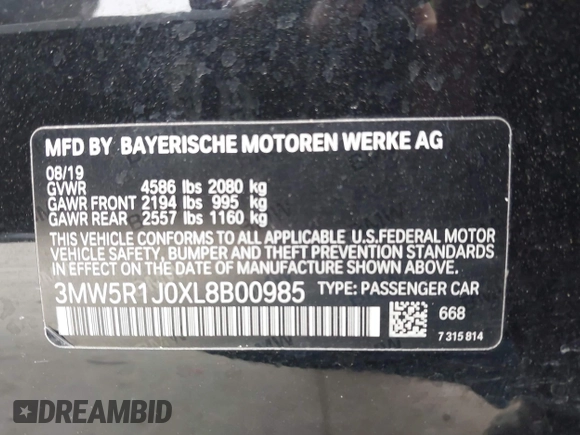 MFD BY BAYERISCHE MOTOREN WERKE AG
08/19
GVWR 4586 lbs 2080 kg
GAWR FRONT 2194 lbs 995 kg
GAWR REAR 2557 lbs 1160 kg
THIS VEHICLE CONFORMS TO ALL APPLICABLE U.S.FEDERAL MOTOR
VEHICLE SAFETY, BUMPER AND THEFT PREVENTION STANDARDS
IN EFFECT ON THE DATE OF MANUFACTURE SHOWN ABOVE.
3MW5R1J0XL8B00985 TYPE: PASSENGER CAR
668
7 315 814
DREAMBID